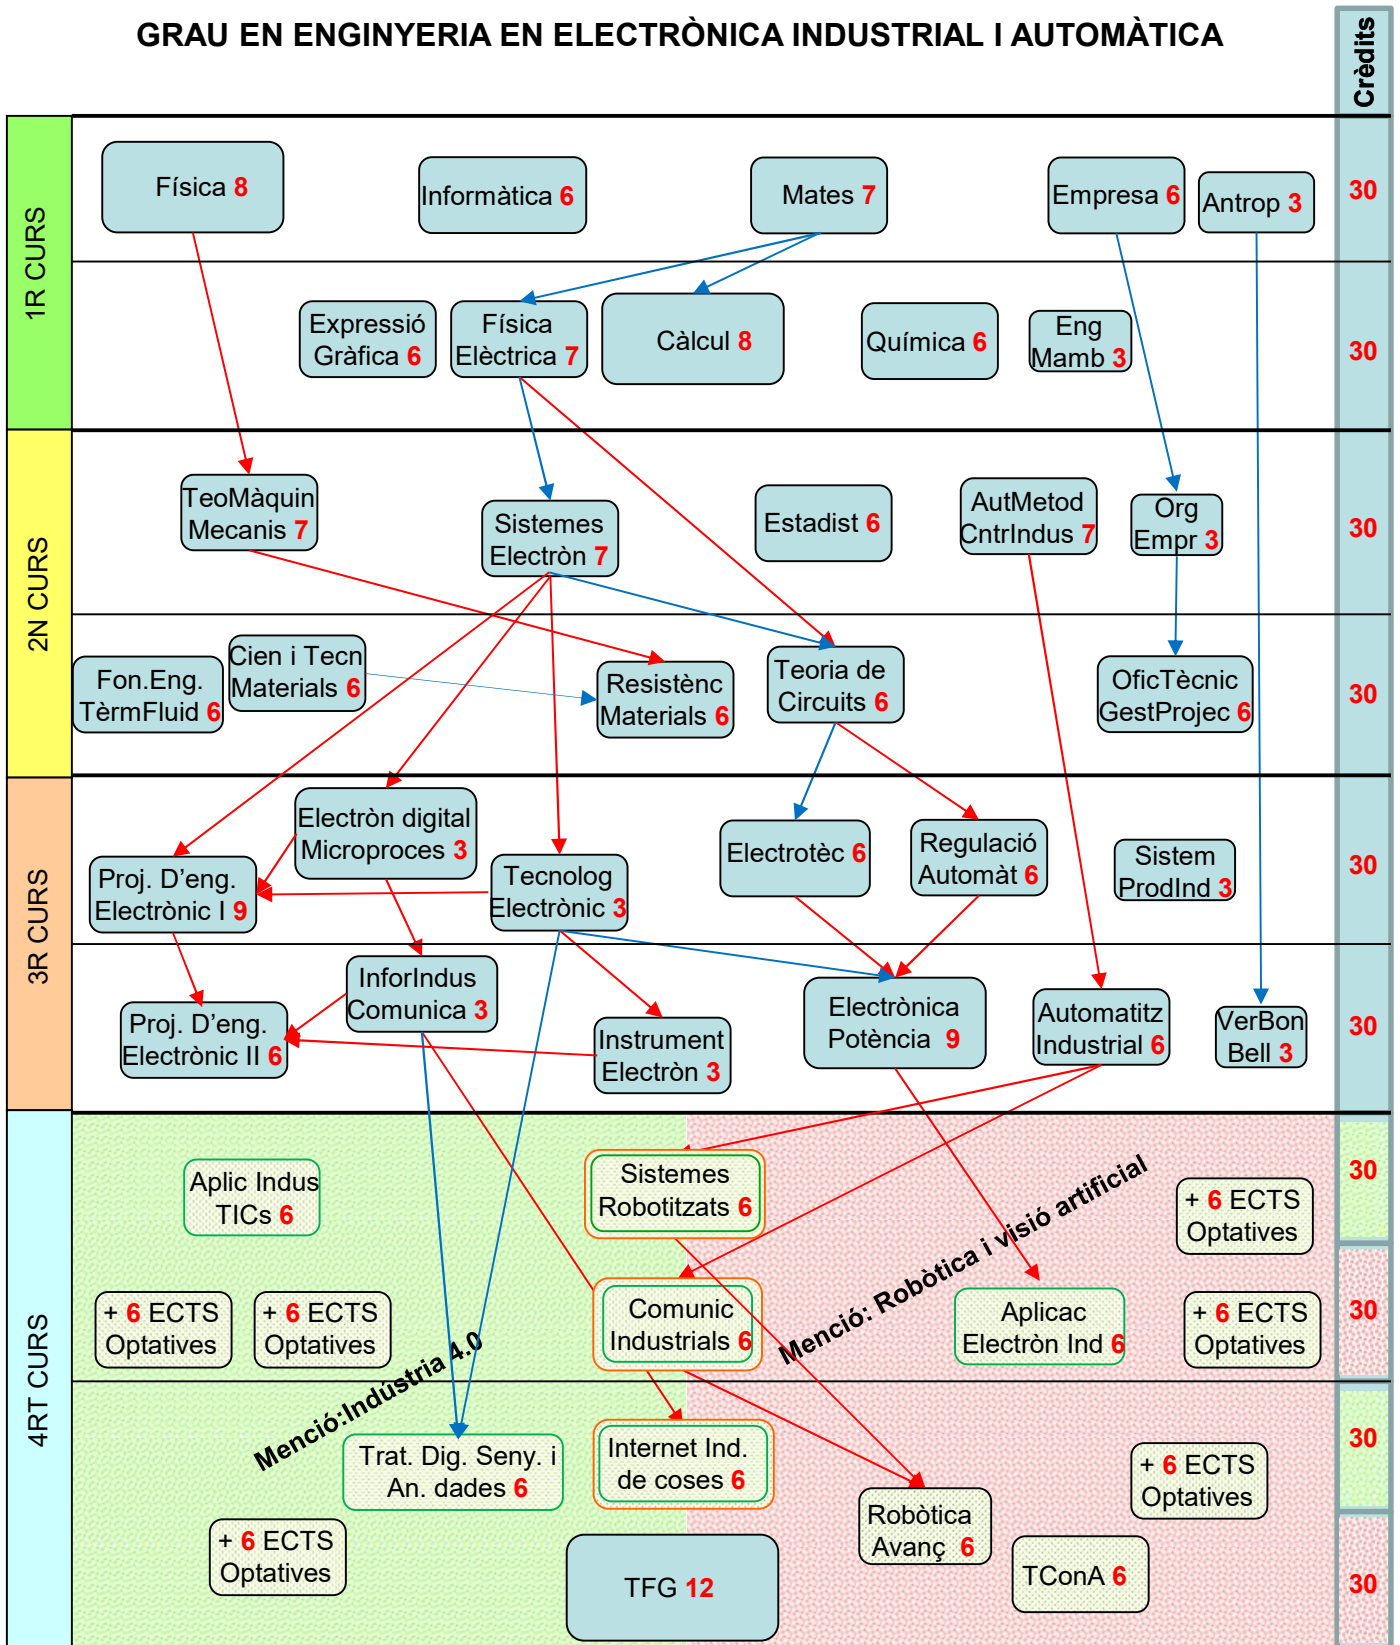 GRAU EN ENGINYERIA EN ELECTRÒNICA INDUSTRIAL I AUTOMÀTICA
Crèdits
1R CURS
Física 8
Informàtica 6
Mates 7
Empresa 6
Antrop 3
30
Expressió
Gràfica 6
Física
Elèctrica 7
Càlcul 8
Química 6
Eng
Mamb 3
30
2N CURS
TeoMàquin
Mecanis 7
Sistemes
Electròn 7
Estadist 6
AutMetod
CntrIndus 7
Org
Empr 3
30
Fon.Eng.
TèrmFluid 6
Cien i Tecn
Materials 6
Resistènc
Materials 6
Teoria de
Circuits 6
OficTècnic
GestProjec 6
30
3R CURS
Proj. D'eng.
Electrònic I 9
Electròn digital
Microproces 3
Tecnolog
Electrònic 3
Electrotèc 6
Regulació
Automàt 6
Sistem
ProdInd 3
30
Proj. D'eng.
Electrònic II 6
InforIndus
Comunica 3
Instrument
Electròn 3
Electrònica
Potència 9
Automatitz
Industrial 6
VerBon
Bell 3
30
4RT CURS
Aplic Indus
TICs 6
Sistemes
Robotitzats 6
+ 6 ECTS
Optatives
30
Menció: Robòtica i visió artificial
+ 6 ECTS
Optatives
+ 6 ECTS
Optatives
Comunic
Industrials 6
Aplicac
Electròn Ind 6
+ 6 ECTS
Optatives
30
Menció:Indústria 4.0
Trat. Dig. Seny. i
An. dades 6
Internet Ind.
de coses 6
+ 6 ECTS
Optatives
30
+ 6 ECTS
Optatives
TFG 12
Robòtica
Avanç 6
TConA 6
30